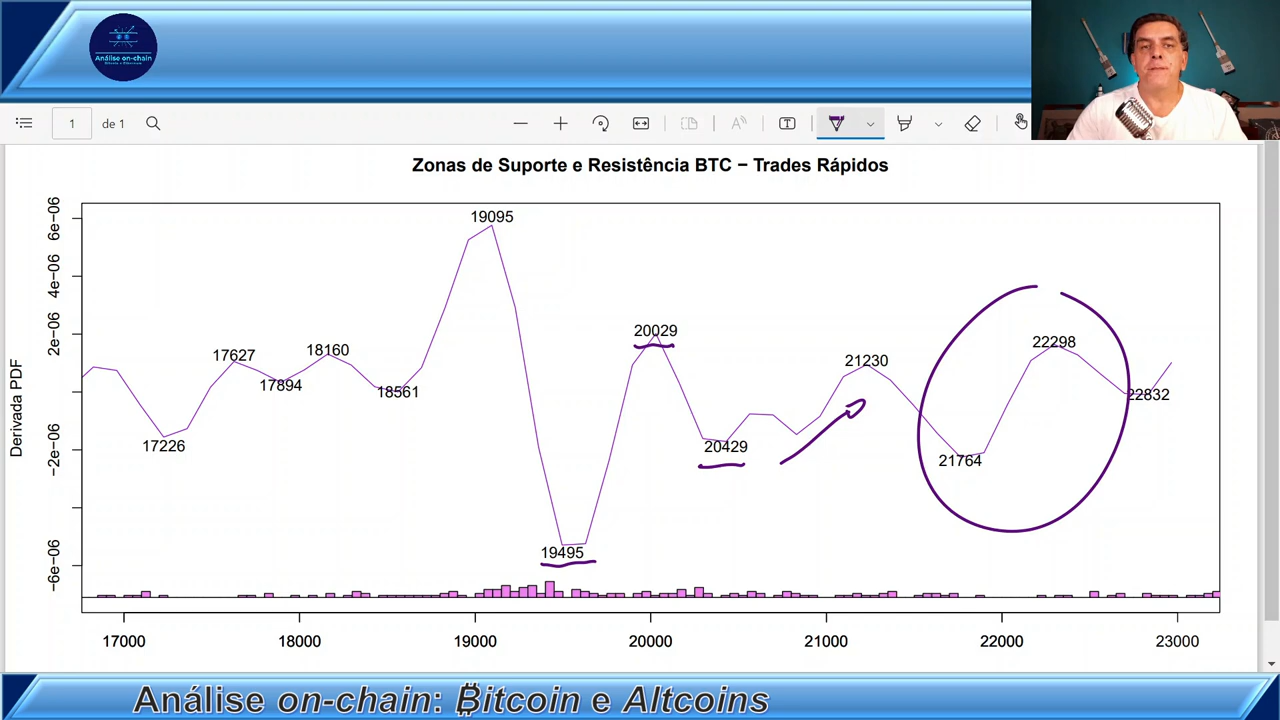 Análise on-chain
Bitcoin e Altcoins
1 de 1
Zonas de Suporte e Resistência BTC − Trades Rápidos
Derivada PDF
6e−06
4e−06
2e−06
−2e−06
−6e−06
19095
20029
18160
22298
17627
21230
17894
18561
22832
17226
20429
21764
19495
17000 18000 19000 20000 21000 22000 23000
Análise on-chain: ₿itcoin e Altcoins